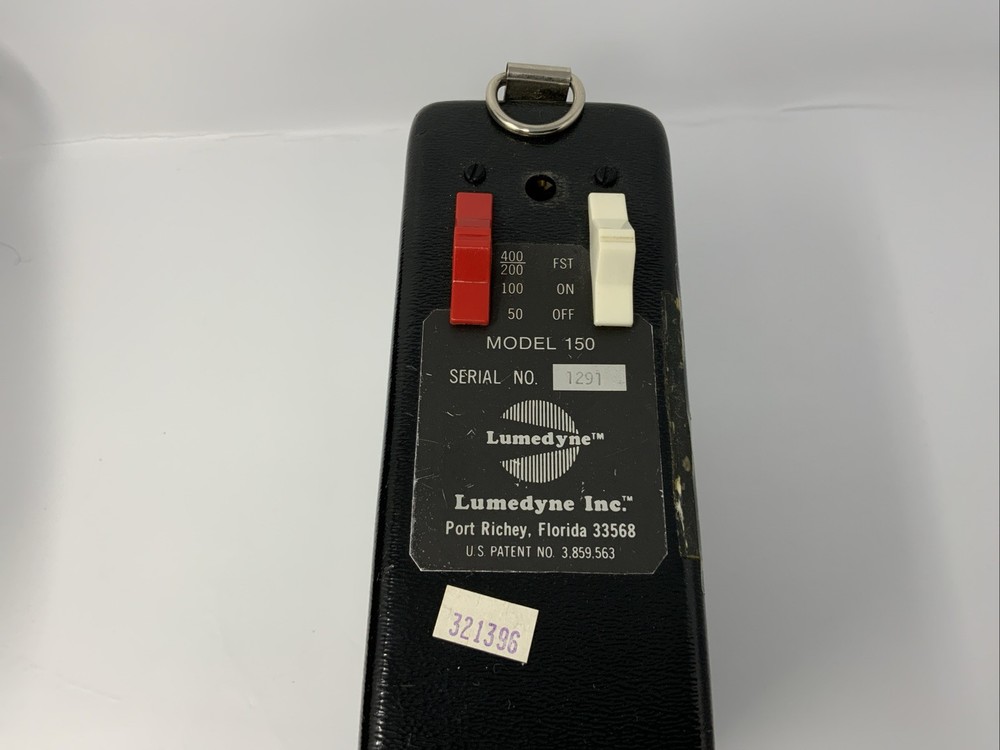 400 FST
200
100 ON
50 OFF
MODEL 150
SERIAL NO. 1291
Lumedyne™
Lumedyne Inc.™
Port Richey, Florida 33568
U.S. PATENT NO. 3.859.563
321396